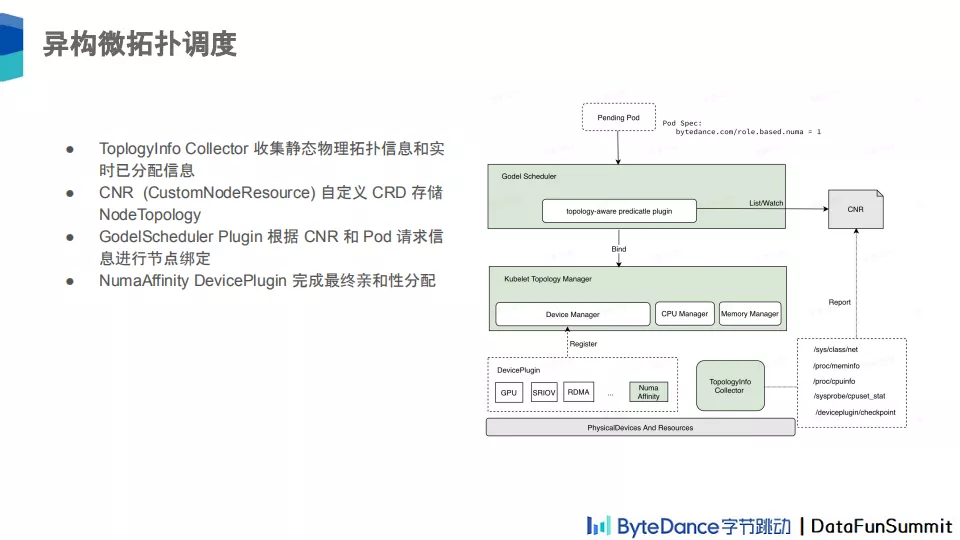 异构微拓扑调度
● ToplogyInfo Collector 收集静态物理拓扑信息和实
时已分配信息
● CNR (CustomNodeResource) 自定义 CRD 存储
NodeTopology
● GodelScheduler Plugin 根据 CNR 和 Pod 请求信
息进行节点绑定
● NumaAffinity DevicePlugin 完成最终亲和性分配
Pending Pod
Pod Spec:
bytedance.com/role.based.numa = 1
Godel Scheduler
topology-aware predicatle plugin
List/Watch
CNR
Bind
Kubelet Topology Manager
Device Manager
CPU Manager
Memory Manager
Report
Register
DevicePlugin
GPU
SRIOV
RDMA
...
Numa
Affinity
TopologyInfo
Collector
/sys/class/net
/proc/meminfo
/proc/cpuinfo
/sysprobe/cpuset_stat
/deviceplugin/checkpoint
PhysicalDevices And Resources
ByteDance字节跳动 | DataFunSummit